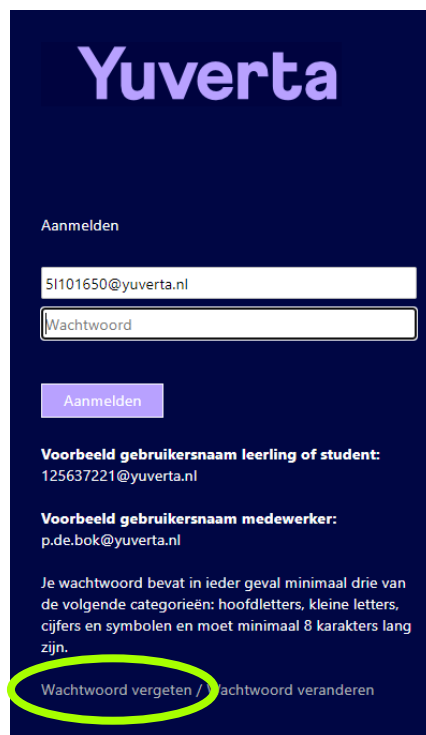 Yuverta
Aanmelden
5l101650@yuverta.nl
Wachtwoord
Aanmelden
Voorbeeld gebruikersnaam leerling of student:
125637221@yuverta.nl
Voorbeeld gebruikersnaam medewerker:
p.de.bok@yuverta.nl
Je wachtwoord bevat in ieder geval minimaal drie van
de volgende categorieën: hoofdletters, kleine letters,
cijfers en symbolen en moet minimaal 8 karakters lang
zijn.
Wachtwoord vergeten / Wachtwoord veranderen